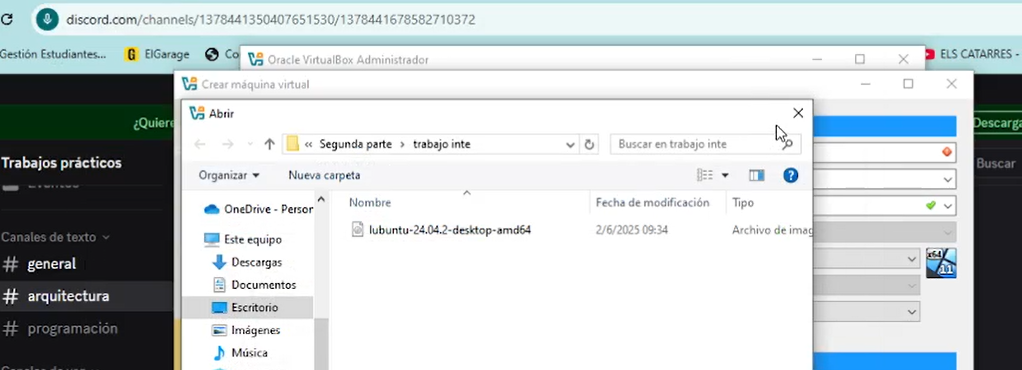 discord.com/channels/1378441350407651530/1378441678582710372
Gestión Estudiantes...
G ElGarage
Co
ELS CATARRES -
Oracle VirtualBox Administrador
Crear máquina virtual
Abrir
¿Quiere
Descarga
Segunda parte › trabajo inte
Buscar en trabajo inte
Trabajos prácticos
Buscar
Organizar
Nueva carpeta
Eventos
Nombre
Fecha de modificación
Tipo
OneDrive - Person
lubuntu-24.04.2-desktop-amd64
2/6/2025 09:34
Archivo de imag
Canales de texto
Este equipo
# general
Descargas
x64
11
Documentos
# arquitectura
Escritorio
# programación
Imágenes
Música